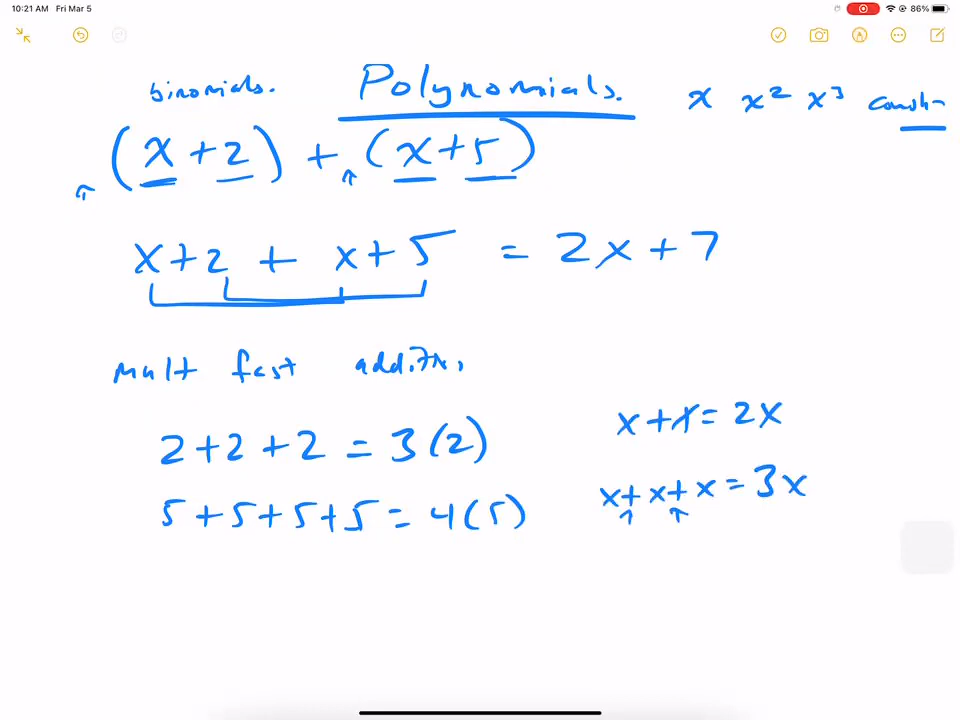 10:21 AM Fri Mar 5
86%
binomials. Polynomials. x x² x³
(x + 2) + (x + 5)
x + 2 + x + 5 = 2x + 7
mult fast
2 + 2 + 2 = 3(2)
x + x = 2x
5 + 5 + 5 + 5 = 4(5)
x + x + x = 3x